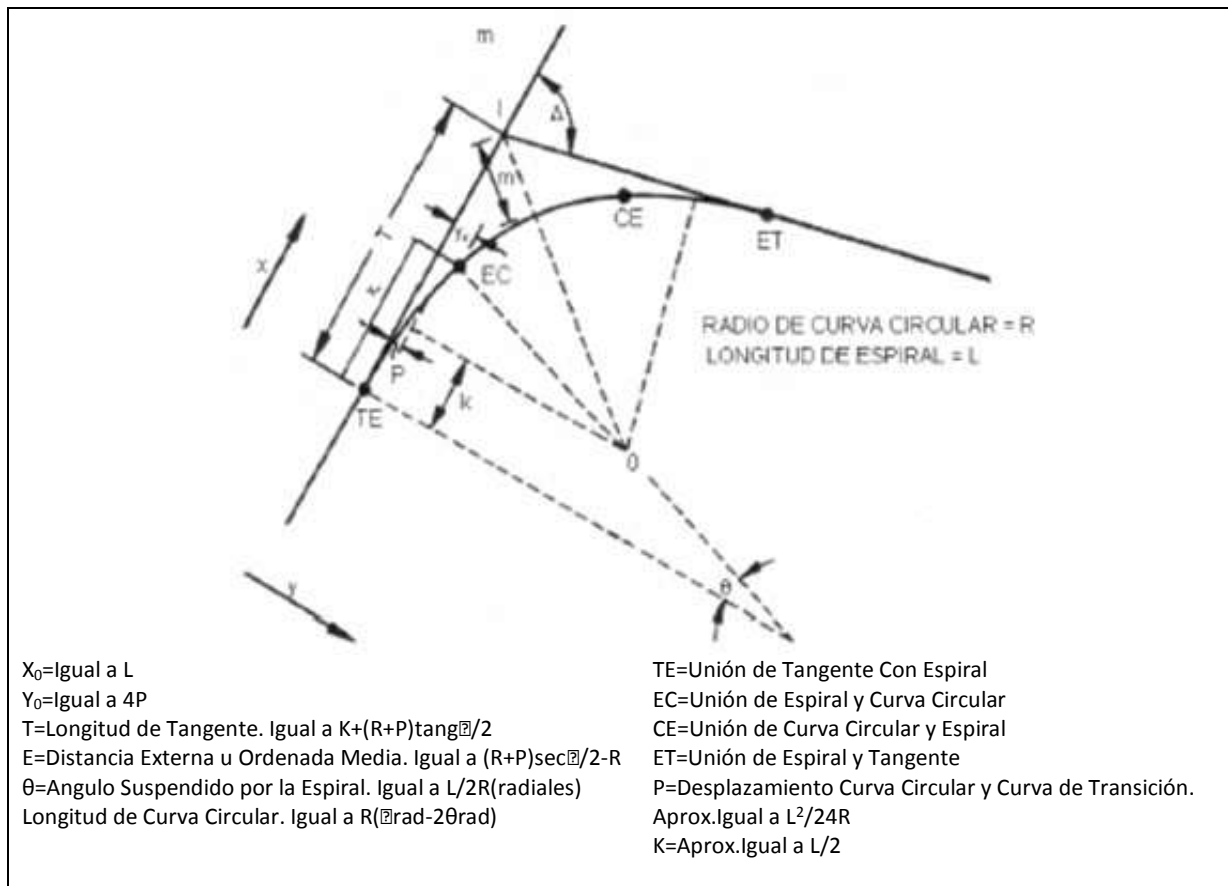 m
I
Δ
m
T
CE
ET
EC
X
RADIO DE CURVA CIRCULAR = R
LONGITUD DE ESPIRAL = L
P
k
TE
0
θ
Y
X₀=Igual a L
Y₀=Igual a 4P
T=Longitud de Tangente. Igual a K+(R+P)tang⍰/2
E=Distancia Externa u Ordenada Media. Igual a (R+P)sec⍰/2-R
θ=Angulo Suspendido por la Espiral. Igual a L/2R(radiales)
Longitud de Curva Circular. Igual a R(⍰rad-2θrad)
TE=Unión de Tangente Con Espiral
EC=Unión de Espiral y Curva Circular
CE=Unión de Curva Circular y Espiral
ET=Unión de Espiral y Tangente
P=Desplazamiento Curva Circular y Curva de Transición.
Aprox.Igual a L²/24R
K=Aprox.Igual a L/2